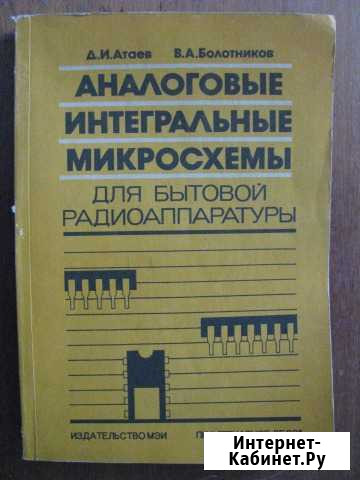 Д.И.Атаев В.А.Болотников
АНАЛОГОВЫЕ
ИНТЕГРАЛЬНЫЕ
МИКРОСХЕМЫ
ДЛЯ БЫТОВОЙ
РАДИОАППАРАТУРЫ
ИЗДАТЕЛЬСТВО МЭИ
Интернет-
Кабинет.Ру